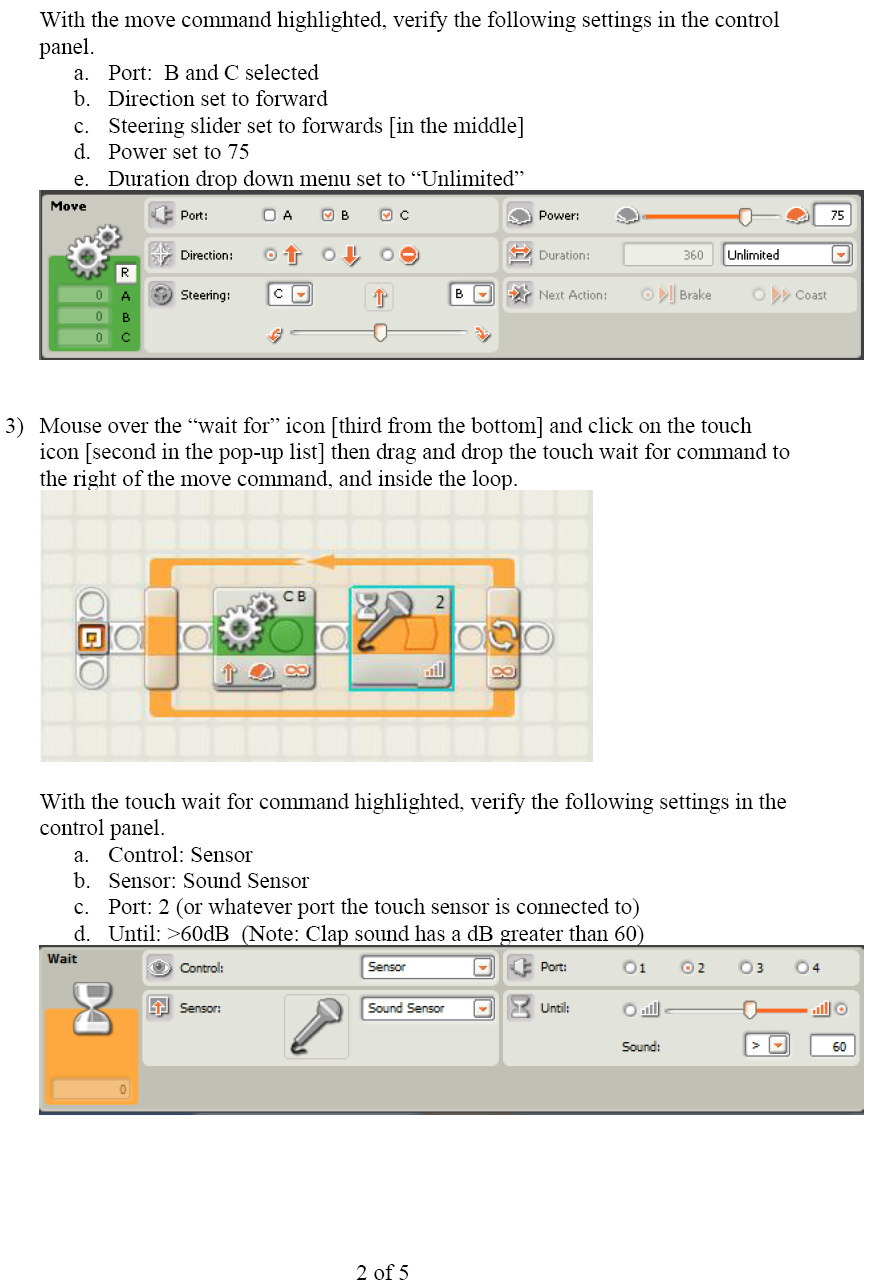 With the move command highlighted, verify the following settings in the control
panel.
a. Port: B and C selected
b. Direction set to forward
c. Steering slider set to forwards [in the middle]
d. Power set to 75
e. Duration drop down menu set to “Unlimited”
Move
Port: A B C Power: 75
R
Direction: Duration: 360 Unlimited
0 A
Steering: C B Next Action: Brake Coast
0 B
0 C
3) Mouse over the “wait for” icon [third from the bottom] and click on the touch
icon [second in the pop-up list] then drag and drop the touch wait for command to
the right of the move command, and inside the loop.
C B 2
With the touch wait for command highlighted, verify the following settings in the
control panel.
a. Control: Sensor
b. Sensor: Sound Sensor
c. Port: 2 (or whatever port the touch sensor is connected to)
d. Until: >60dB (Note: Clap sound has a dB greater than 60)
Wait
Control: Sensor Port: 1 2 3 4
Sensor: Sound Sensor Until:
Sound: > 60
0
2 of 5